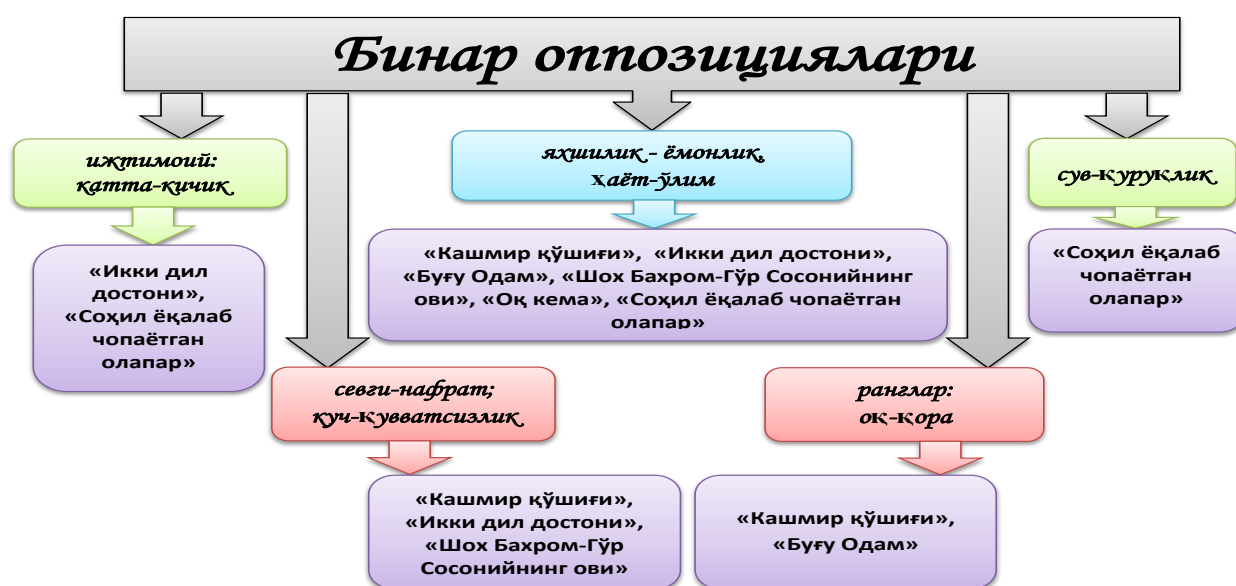 Бинар оппозициялари
ижтимоий:
катта-кичик
яхшилик - ёмонлик,
ҳаёт-ўлим
сув-қуруқлик
«Икки дил
достони»,
«Соҳил ёқалаб
чопаётган
олапар»
«Кашмир қўшиғи», «Икки дил достони»,
«Буғу Одам», «Шох Бахром-Гўр Сосонийнинг
ови», «Оқ кема», «Соҳил ёқалаб чопаётган
олапар»
«Соҳил ёқалаб
чопаётган
олапар»
севги-нафрат;
куч-қувватсизлик
ранглар:
оқ-қора
«Кашмир қўшиғи»,
«Икки дил достони»,
«Шох Бахром-Гўр
Сосонийнинг ови»
«Кашмир қўшиғи»,
«Буғу Одам»